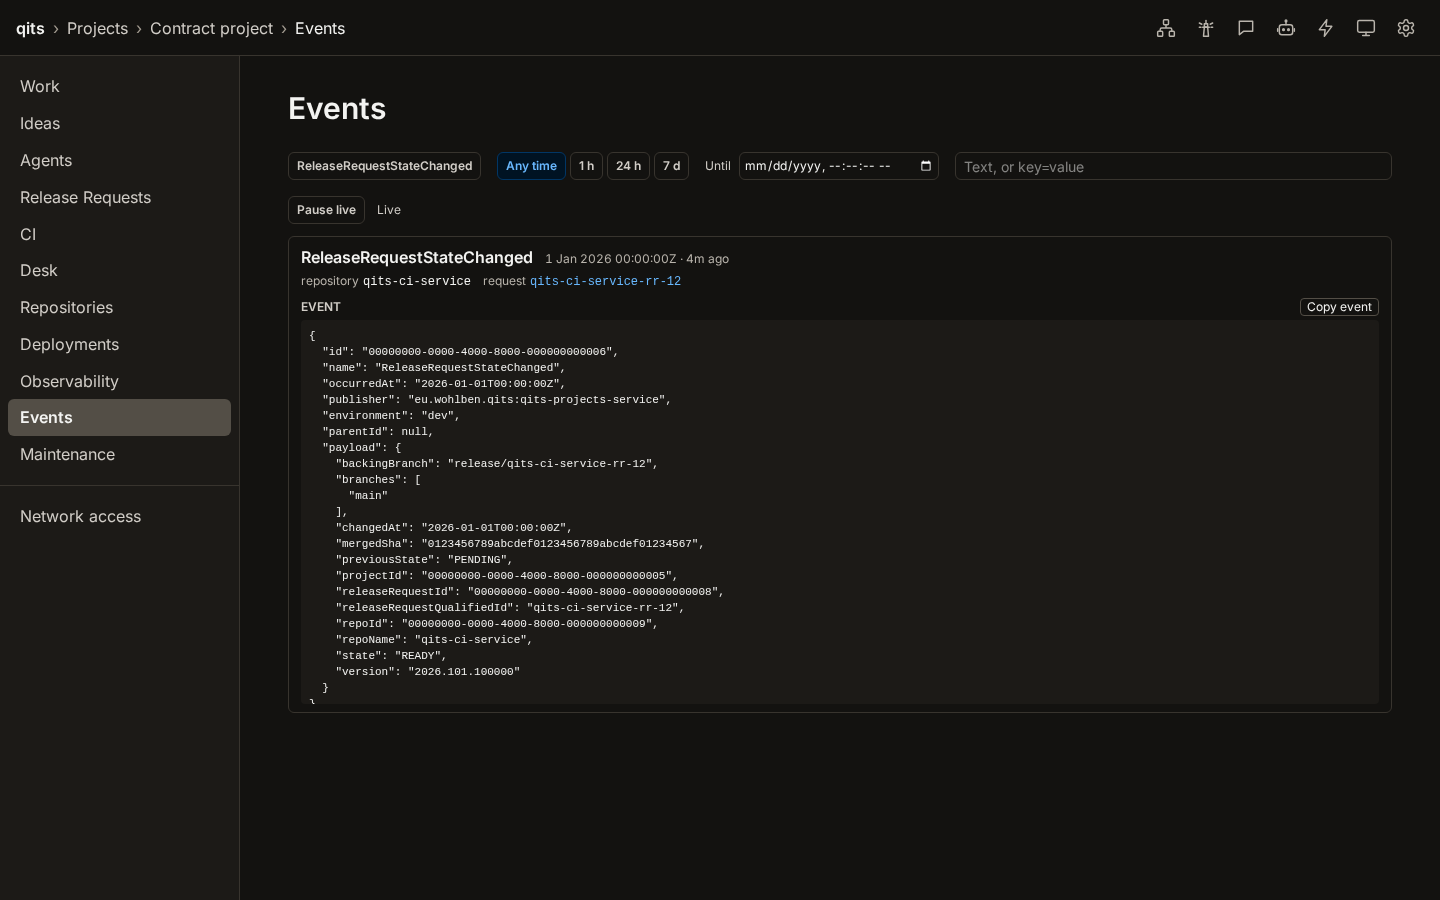 qits › Projects › Contract project › Events
Work
Ideas
Agents
Release Requests
CI
Desk
Repositories
Deployments
Observability
Events
Maintenance
Network access
Events
ReleaseRequestStateChanged Any time 1 h 24 h 7 d Until mm/dd/yyyy, --:--:-- -- Text, or key=value
Pause live Live
ReleaseRequestStateChanged 1 Jan 2026 00:00:00Z · 4m ago
repository qits-ci-service request qits-ci-service-rr-12
EVENT Copy event
{
  "id": "00000000-0000-4000-8000-000000000006",
  "name": "ReleaseRequestStateChanged",
  "occurredAt": "2026-01-01T00:00:00Z",
  "publisher": "eu.wohlben.qits:qits-projects-service",
  "environment": "dev",
  "parentId": null,
  "payload": {
    "backingBranch": "release/qits-ci-service-rr-12",
    "branches": [
      "main"
    ],
    "changedAt": "2026-01-01T00:00:00Z",
    "mergedSha": "0123456789abcdef0123456789abcdef01234567",
    "previousState": "PENDING",
    "projectId": "00000000-0000-4000-8000-000000000005",
    "releaseRequestId": "00000000-0000-4000-8000-000000000008",
    "releaseRequestQualifiedId": "qits-ci-service-rr-12",
    "repoId": "00000000-0000-4000-8000-000000000009",
    "repoName": "qits-ci-service",
    "state": "READY",
    "version": "2026.101.100000"
  }
}